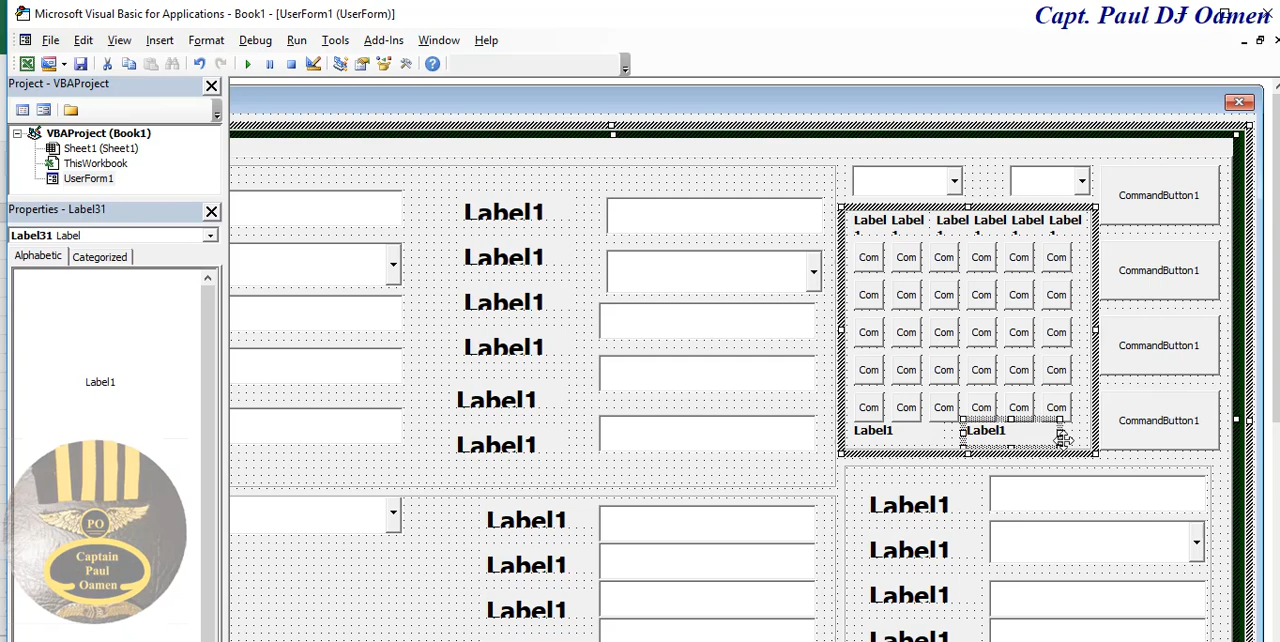 Microsoft Visual Basic for Applications - Book1 - [UserForm1 (UserForm)]
Capt. Paul DJ Oamen
File Edit View Insert Format Debug Run Tools Add-Ins Window Help
Project - VBAProject
VBAProject (Book1)
Sheet1 (Sheet1)
ThisWorkbook
UserForm1
Properties - Label31
Label31 Label
Alphabetic Categorized
Label1
PO
Captain
Paul
Oamen
Label1
Label1
Label1
Label1
Label1
Label1
Label1
Label1
Label1
Label Label Label Label Label Label
Com Com Com Com Com Com
Com Com Com Com Com Com
Com Com Com Com Com Com
Com Com Com Com Com Com
Com Com Com Com Com Com
Label1 Label1
CommandButton1
CommandButton1
CommandButton1
CommandButton1
Label1
Label1
Label1
Label1